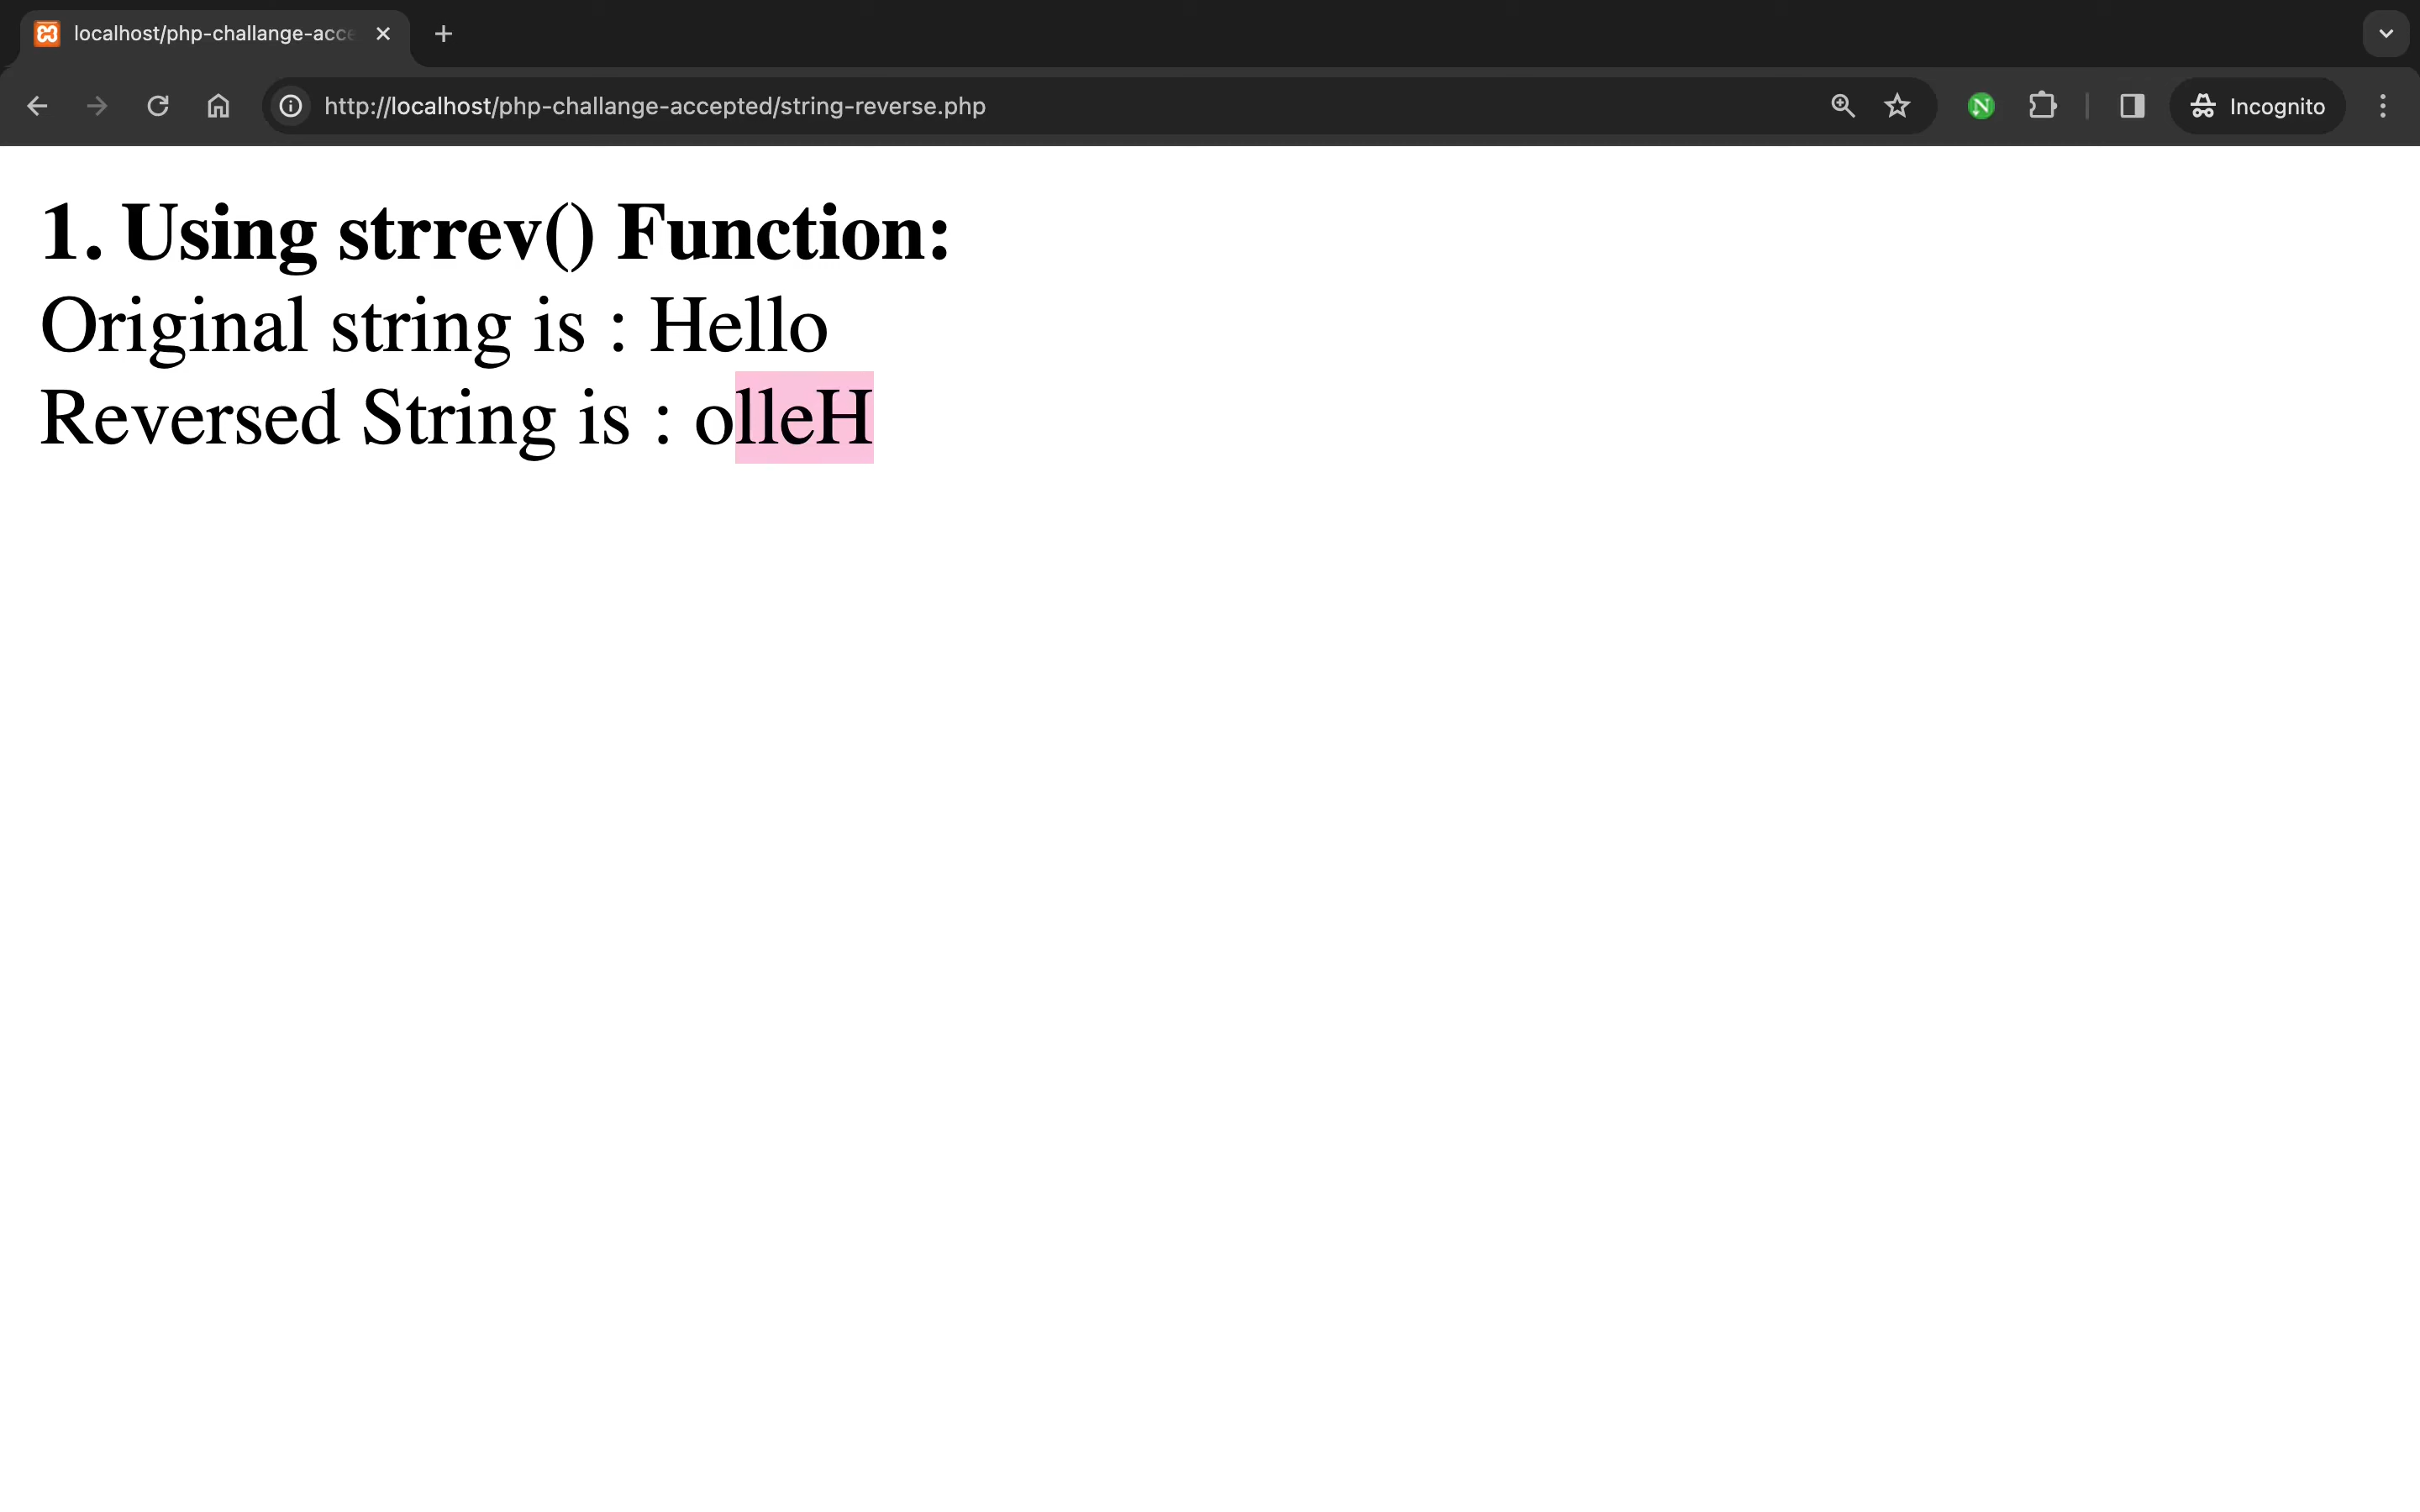 localhost/php-challange-acce
http://localhost/php-challange-accepted/string-reverse.php
Incognito
1. Using strrev() Function:
Original string is : Hello
Reversed String is : olleH